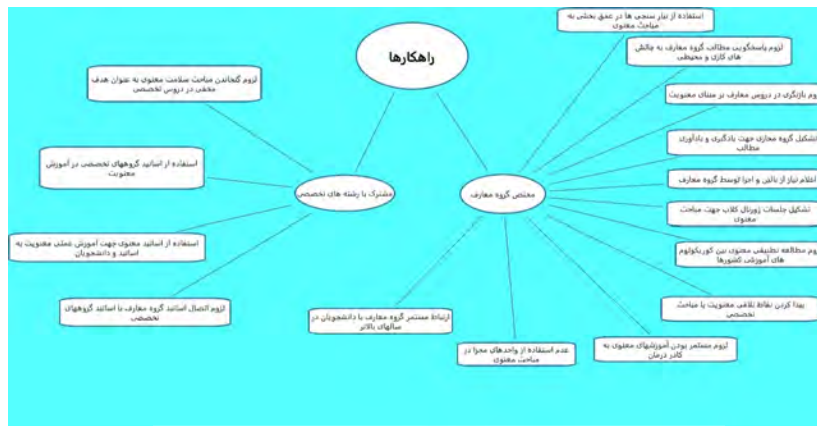 راهکارها
مختص گروه معارف
مشترک با رشته های تخصصی
استفاده از نیاز سنجی ها در عمق بخشی به
مباحث معنوی
لزوم پاسخگویی مطالب گروه معارف به چالش
های کاری و محیطی
وم بازنگری در دروس معارف بر مبنای معنویت
تشکیل گروه مجازی جهت یادگیری و یادآوری
مطالب
اعلام نیاز از بالین و اجرا توسط گروه معارف
تشکیل جلسات ژورنال کلاب جهت مباحث
معنوی
وم مطالعه تطبیقی معنوی بین کوریکولوم
های آموزشی کشورها
پیدا کردن نقاط تلاقی معنویت با مباحث
تخصصی
لزوم مستمر بودن آموزشهای معنوی به
کادر درمان
عدم استفاده از واحدهای مجزا در
مباحث معنوی
ارتباط مستمر گروه معارف با دانشجویان در
سالهای بالاتر
لزوم گنجاندن مباحث سلامت معنوی به عنوان هدف
مخفی در دروس تخصصی
استفاده از اساتید گروههای تخصصی در آموزش
معنویت
استفاده از اساتید معنوی جهت آموزش عملی معنویت به
اساتید و دانشجویان
لزوم اتصال اساتید گروه معارف با اساتید گروههای
تخصصی